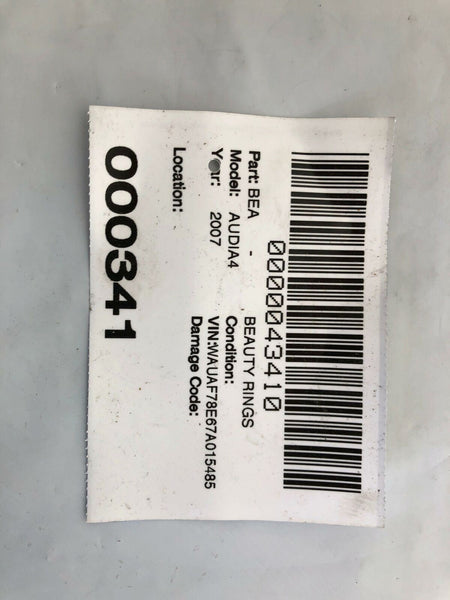 0000043410
Part: BEA - BEAUTY RINGS
Model: AUDIA4 Condition:
Year: 2007 VIN:WAUAF78E67A015485
Damage Code:
Location:
000341